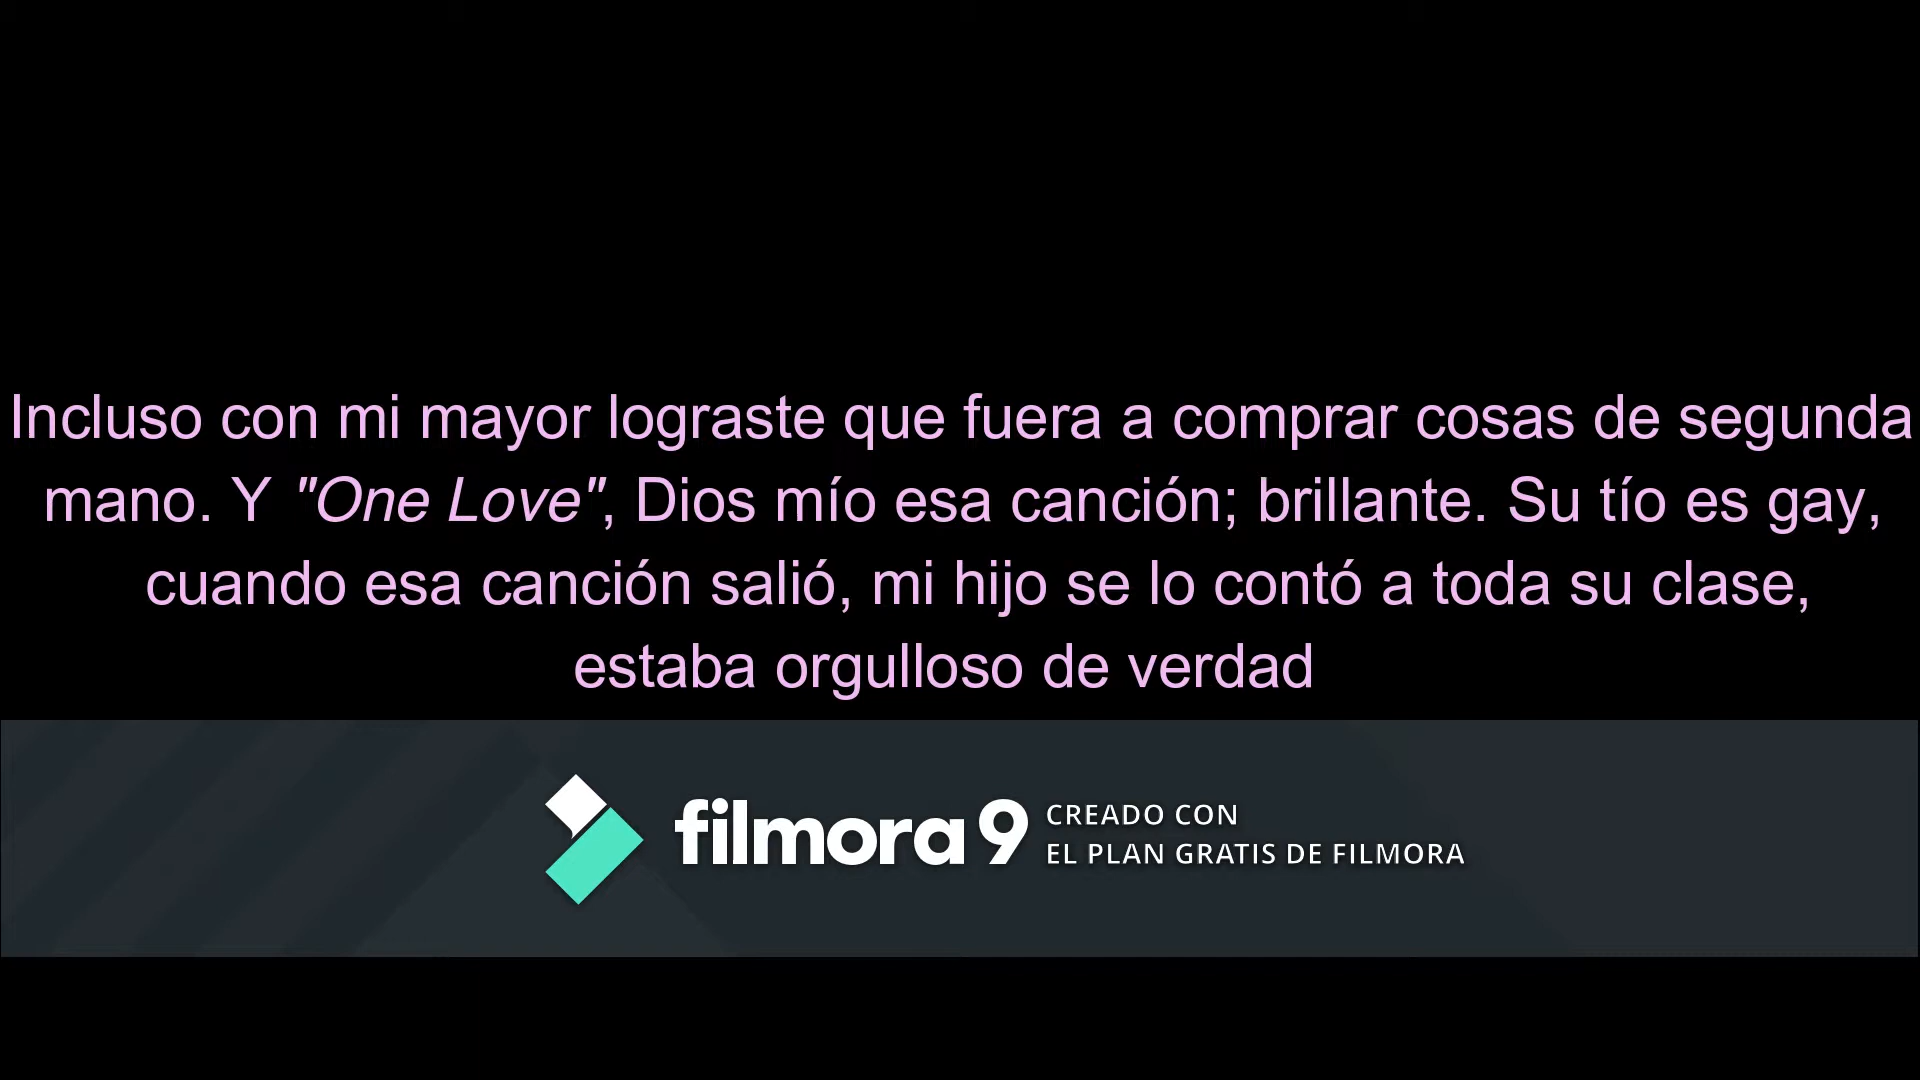 Incluso con mi mayor lograste que fuera a comprar cosas de segunda
mano. Y "One Love", Dios mío esa canción; brillante. Su tío es gay,
cuando esa canción salió, mi hijo se lo contó a toda su clase,
estaba orgulloso de verdad
filmora 9 CREADO CON
EL PLAN GRATIS DE FILMORA